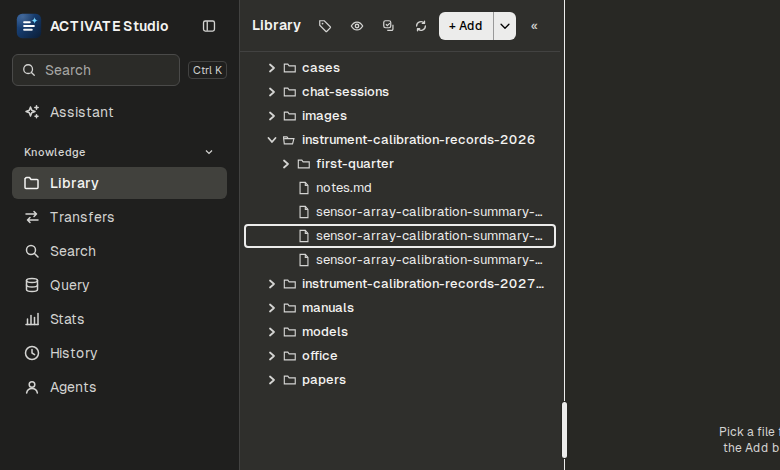 ACTIVATE Studio
Search
Ctrl K
Assistant
Knowledge
Library
Transfers
Search
Query
Stats
History
Agents
Library
+ Add
«
cases
chat-sessions
images
instrument-calibration-records-2026
first-quarter
notes.md
sensor-array-calibration-summary-...
sensor-array-calibration-summary-...
sensor-array-calibration-summary-...
instrument-calibration-records-2027...
manuals
models
office
papers
Pick a file
the Add